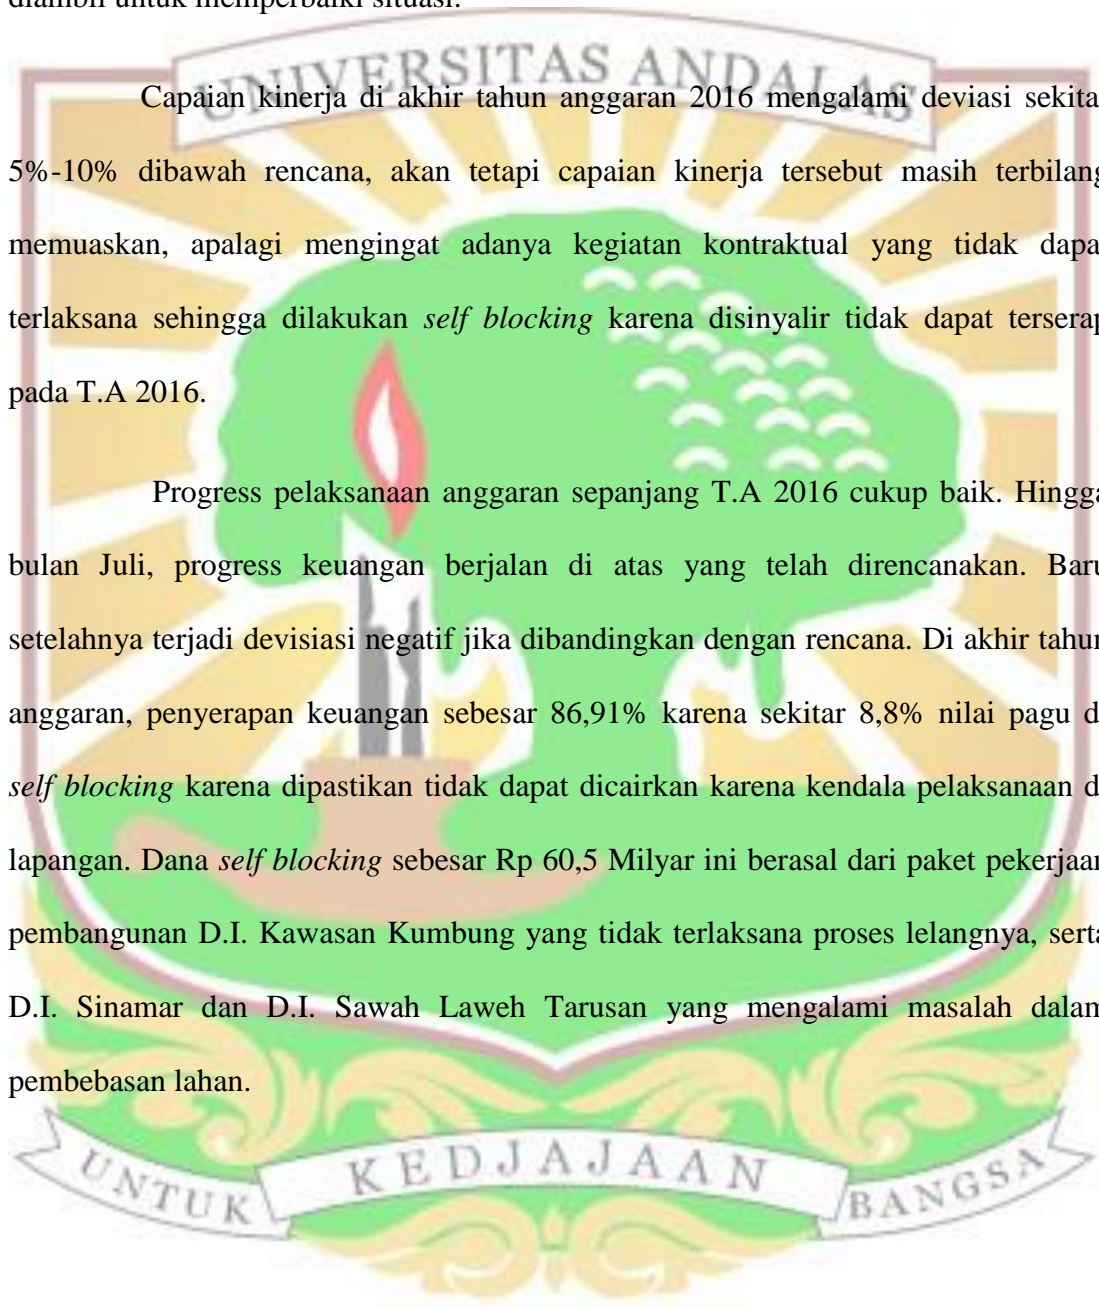 diambil untuk memperbaiki situasi.
UNIVERSITAS ANDALAS
Capaian kinerja di akhir tahun anggaran 2016 mengalami deviasi sekita
5%-10% dibawah rencana, akan tetapi capaian kinerja tersebut masih terbilang
memuaskan, apalagi mengingat adanya kegiatan kontraktual yang tidak dapa
terlaksana sehingga dilakukan self blocking karena disinyalir tidak dapat terserap
pada T.A 2016.
Progress pelaksanaan anggaran sepanjang T.A 2016 cukup baik. Hingga
bulan Juli, progress keuangan berjalan di atas yang telah direncanakan. Baru
setelahnya terjadi devisiasi negatif jika dibandingkan dengan rencana. Di akhir tahun
anggaran, penyerapan keuangan sebesar 86,91% karena sekitar 8,8% nilai pagu d
self blocking karena dipastikan tidak dapat dicairkan karena kendala pelaksanaan d
lapangan. Dana self blocking sebesar Rp 60,5 Milyar ini berasal dari paket pekerjaan
pembangunan D.I. Kawasan Kumbung yang tidak terlaksana proses lelangnya, serta
D.I. Sinamar dan D.I. Sawah Laweh Tarusan yang mengalami masalah dalam
pembebasan lahan.
UNTUK KEDJAJAAN BANGSA